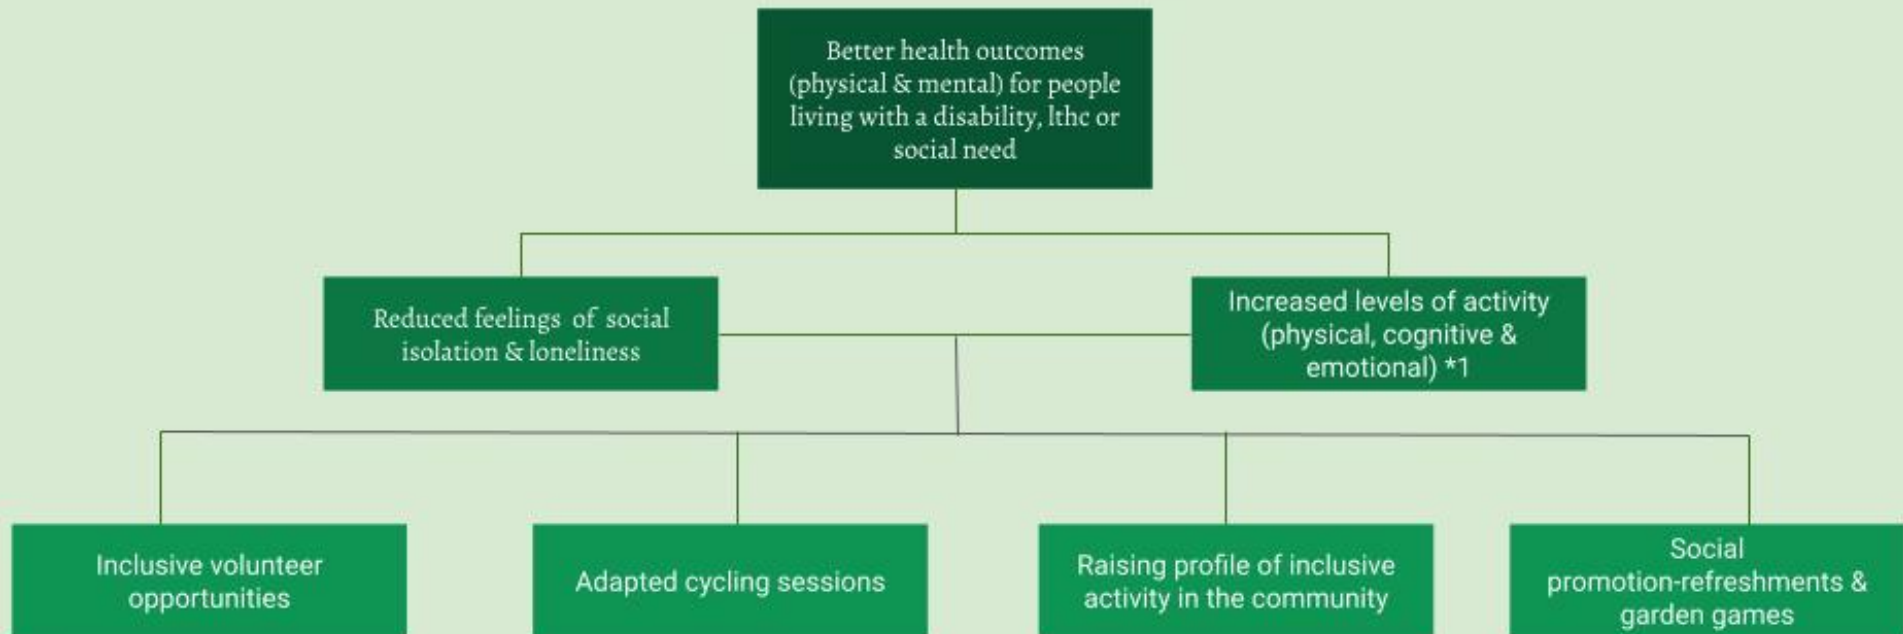 Better health outcomes
(physical & mental) for people
living with a disability, lthc or
social need
Reduced feelings of social
isolation & loneliness
Increased levels of activity
(physical, cognitive &
emotional) *1
Inclusive volunteer
opportunities
Adapted cycling sessions
Raising profile of inclusive
activity in the community
Social
promotion-refreshments &
garden games